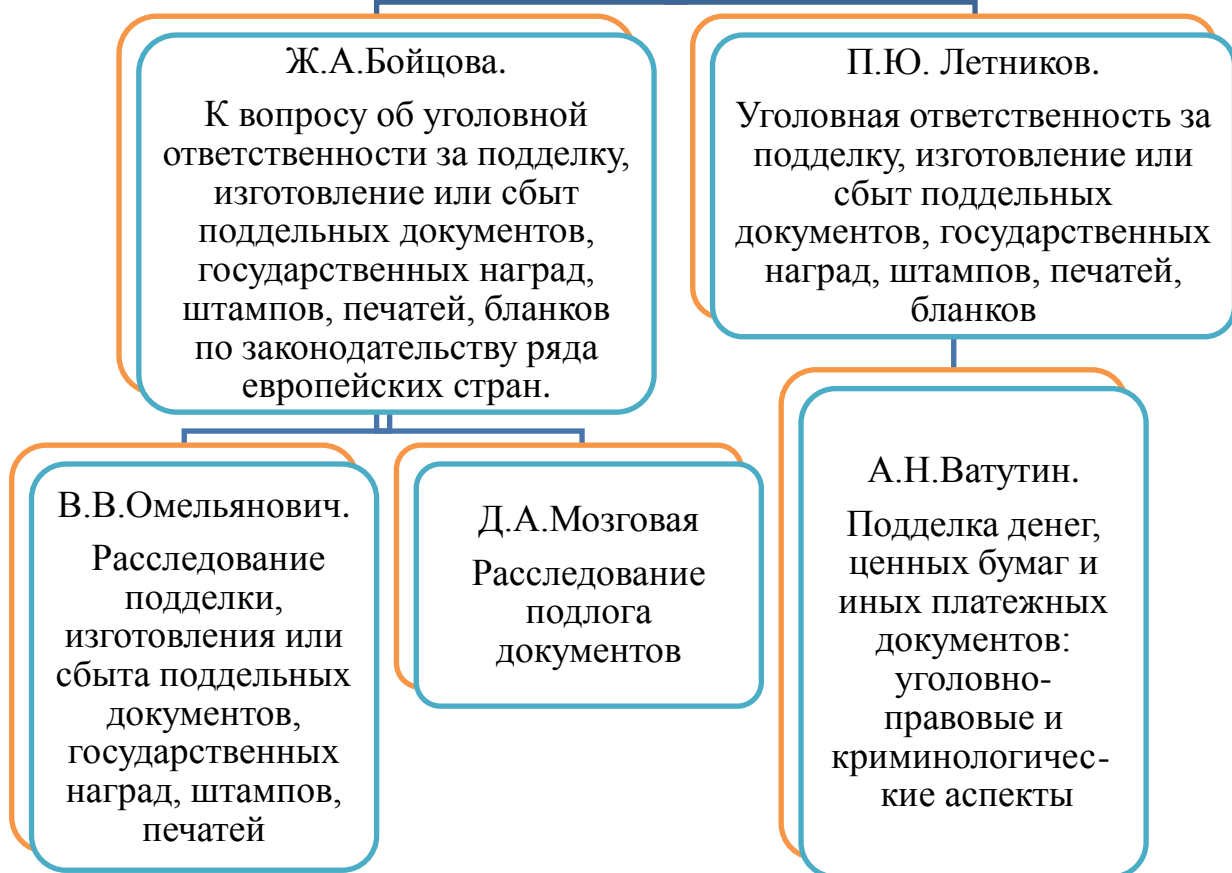 Ж.А.Бойцова.
К вопросу об уголовной
ответственности за подделку,
изготовление или сбыт
поддельных документов,
государственных наград,
штампов, печатей, бланков
по законодательству ряда
европейских стран.
П.Ю. Летников.
Уголовная ответственность за
подделку, изготовление или
сбыт поддельных
документов, государственных
наград, штампов, печатей,
бланков
В.В.Омельянович.
Расследование
подделки,
изготовления или
сбыта поддельных
документов,
государственных
наград, штампов,
печатей
Д.А.Мозговая
Расследование
подлога
документов
А.Н.Ватутин.
Подделка денег,
ценных бумаг и
иных платежных
документов:
уголовно-
правовые и
криминологичес-
кие аспекты